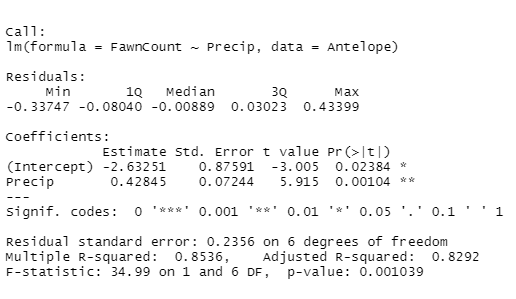 Call:
lm(formula = FawnCount ~ Precip, data = Antelope)
Residuals:
     Min       1Q   Median       3Q      Max
-0.33747 -0.08040 -0.00889  0.03023  0.43399
Coefficients:
            Estimate Std. Error t value Pr(>|t|)
(Intercept) -2.63251    0.87591  -3.005  0.02384 *
Precip       0.42845    0.07244   5.915  0.00104 **
---
Signif. codes:  0 '***' 0.001 '**' 0.01 '*' 0.05 '.' 0.1 ' ' 1
Residual standard error: 0.2356 on 6 degrees of freedom
Multiple R-squared:  0.8536,    Adjusted R-squared:  0.8292
F-statistic: 34.99 on 1 and 6 DF,  p-value: 0.001039